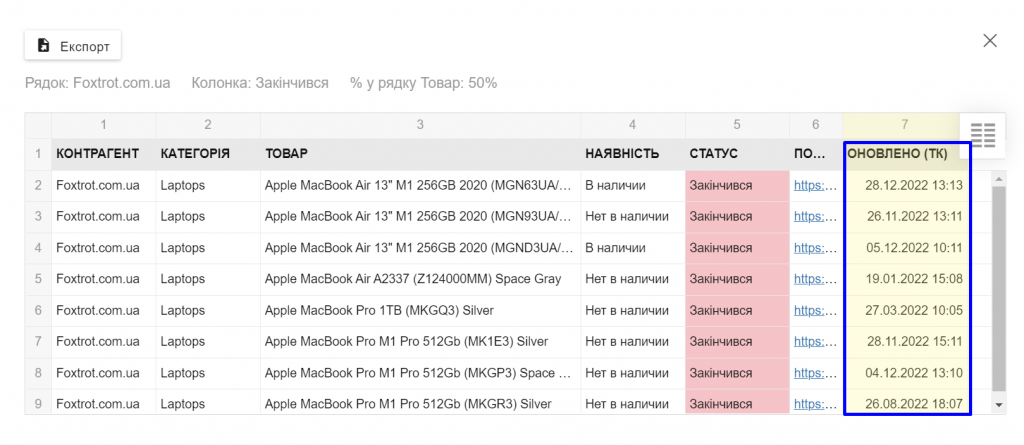 Експорт
Рядок: Foxtrot.com.ua Колонка: Закінчився % у рядку Товар: 50%
1 2 3 4 5 6 7
1 КОНТРАГЕНТ КАТЕГОРІЯ ТОВАР НАЯВНІСТЬ СТАТУС ПО... ОНОВЛЕНО (ТК)
2 Foxtrot.com.ua Laptops Apple MacBook Air 13" M1 256GB 2020 (MGN63UA/... В наличии Закінчився https:... 28.12.2022 13:13
3 Foxtrot.com.ua Laptops Apple MacBook Air 13" M1 256GB 2020 (MGN93UA/... Нет в наличии Закінчився https:... 26.11.2022 13:11
4 Foxtrot.com.ua Laptops Apple MacBook Air 13" M1 256GB 2020 (MGND3UA/... В наличии Закінчився https:... 05.12.2022 10:11
5 Foxtrot.com.ua Laptops Apple MacBook Air A2337 (Z124000MM) Space Gray Нет в наличии Закінчився https:... 19.01.2022 15:08
6 Foxtrot.com.ua Laptops Apple MacBook Pro 1TB (MKGQ3) Silver Нет в наличии Закінчився https:... 27.03.2022 10:05
7 Foxtrot.com.ua Laptops Apple MacBook Pro M1 Pro 512Gb (MK1E3) Silver Нет в наличии Закінчився https:... 28.11.2022 15:11
8 Foxtrot.com.ua Laptops Apple MacBook Pro M1 Pro 512Gb (MKGP3) Space ... Нет в наличии Закінчився https:... 04.12.2022 13:10
9 Foxtrot.com.ua Laptops Apple MacBook Pro M1 Pro 512Gb (MKGR3) Silver Нет в наличии Закінчився https:... 26.08.2022 18:07